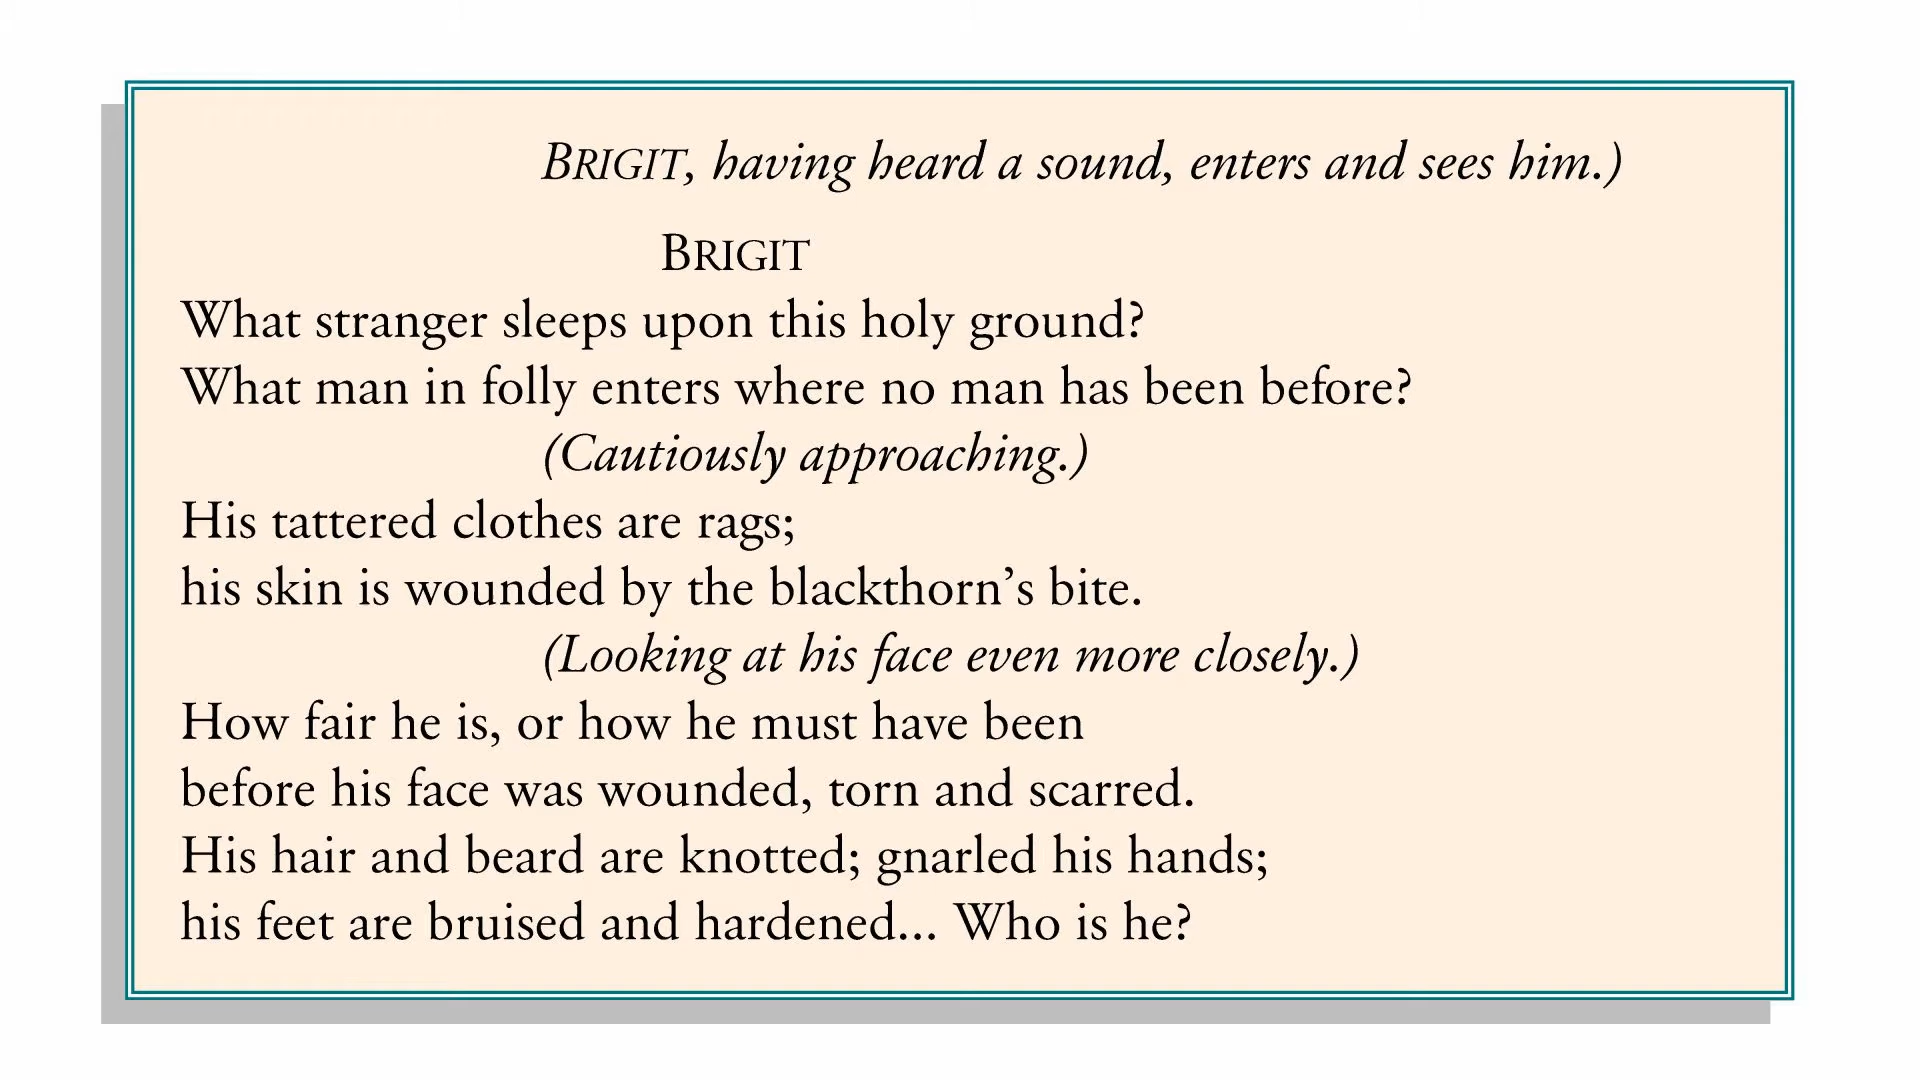 BRIGIT, having heard a sound, enters and sees him.)
BRIGIT
What stranger sleeps upon this holy ground?
What man in folly enters where no man has been before?
(Cautiously approaching.)
His tattered clothes are rags;
his skin is wounded by the blackthorn’s bite.
(Looking at his face even more closely.)
How fair he is, or how he must have been
before his face was wounded, torn and scarred.
His hair and beard are knotted; gnarled his hands;
his feet are bruised and hardened... Who is he?